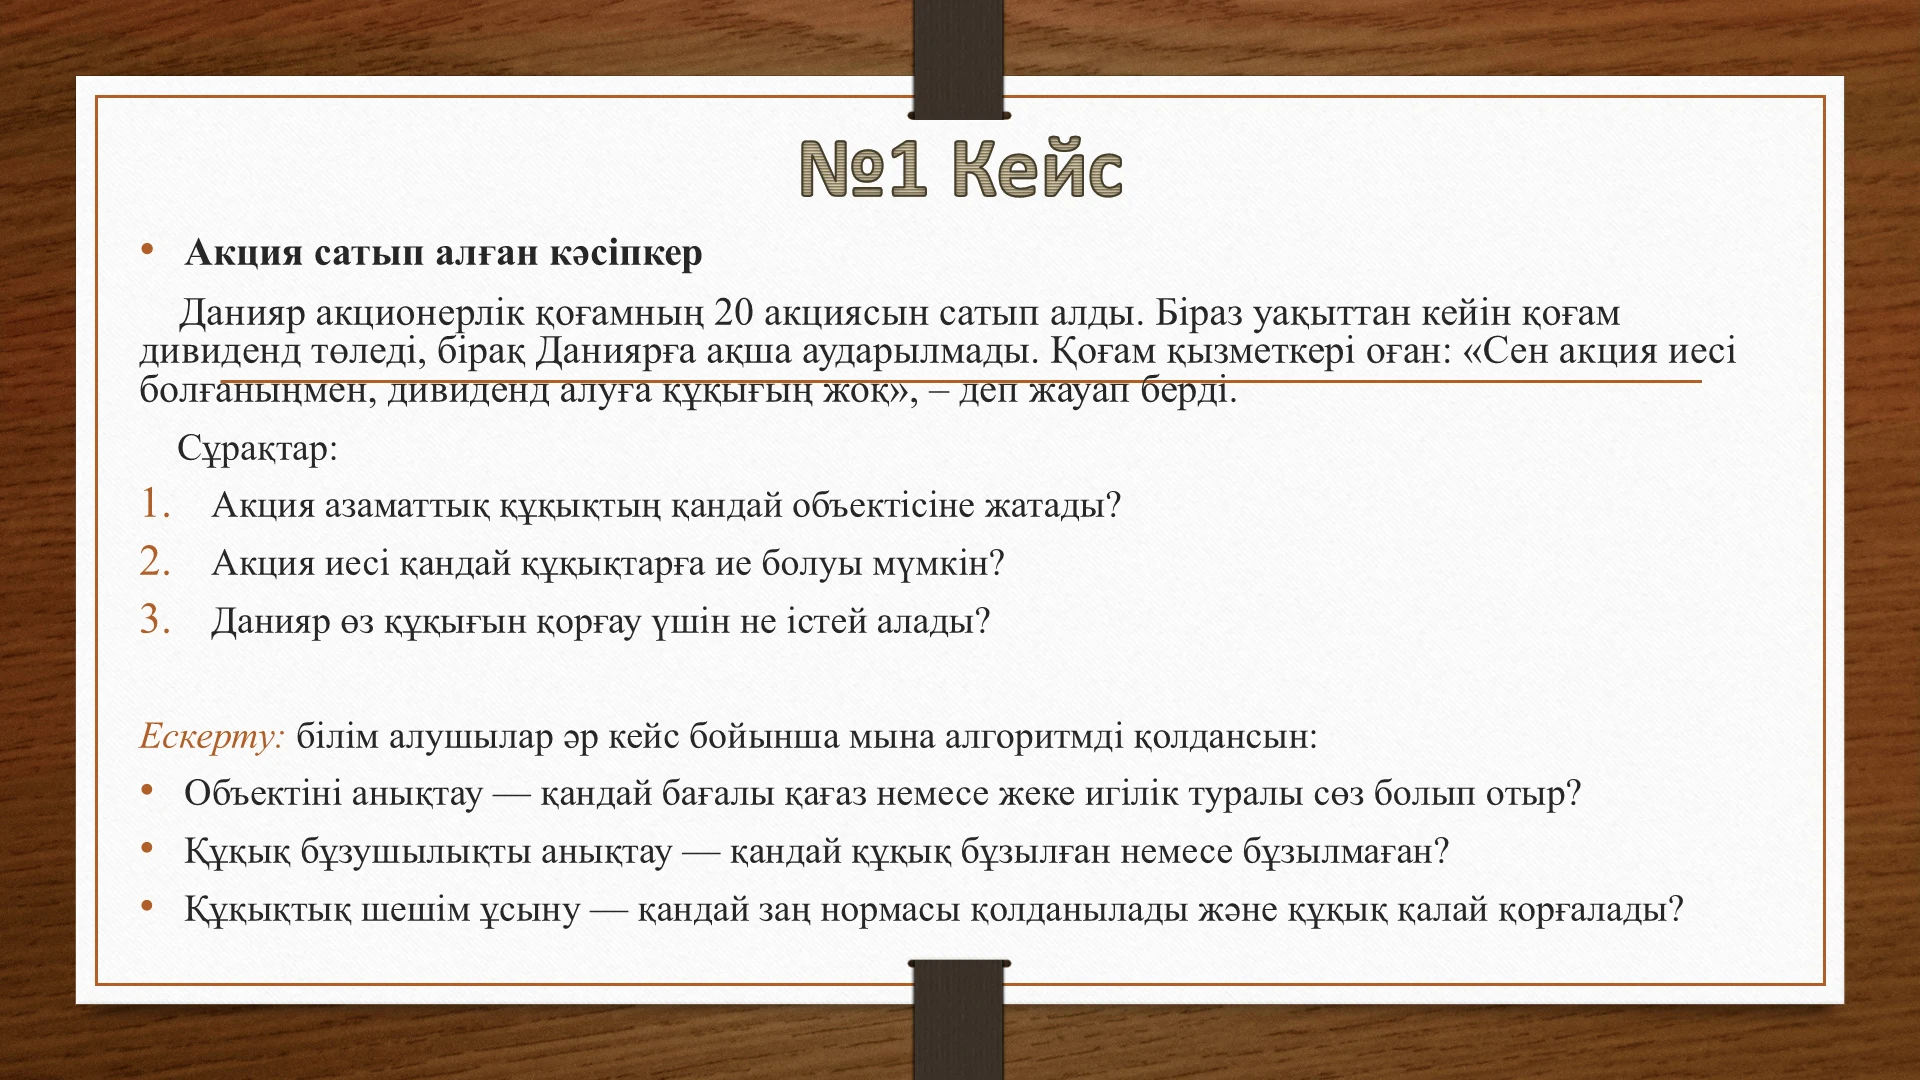 №1 Кейс
• Акция сатып алған кәсіпкер
Данияр акционерлік қоғамның 20 акциясын сатып алды. Біраз уақыттан кейін қоғам
дивиденд төледі, бірақ Даниярға ақша аударылмады. Қоғам қызметкері оған: «Сен акция иесі
болғаныңмен, дивиденд алуға құқығың жоқ», – деп жауап берді.
Сұрақтар:
1. Акция азаматтық құқықтың қандай объектісіне жатады?
2. Акция иесі қандай құқықтарға ие болуы мүмкін?
3. Данияр өз құқығын қорғау үшін не істей алады?
Ескерту: білім алушылар әр кейс бойынша мына алгоритмді қолдансын:
• Объектіні анықтау — қандай бағалы қағаз немесе жеке игілік туралы сөз болып отыр?
• Құқық бұзушылықты анықтау — қандай құқық бұзылған немесе бұзылмаған?
• Құқықтық шешім ұсыну — қандай заң нормасы қолданылады және құқық қалай қорғалады?